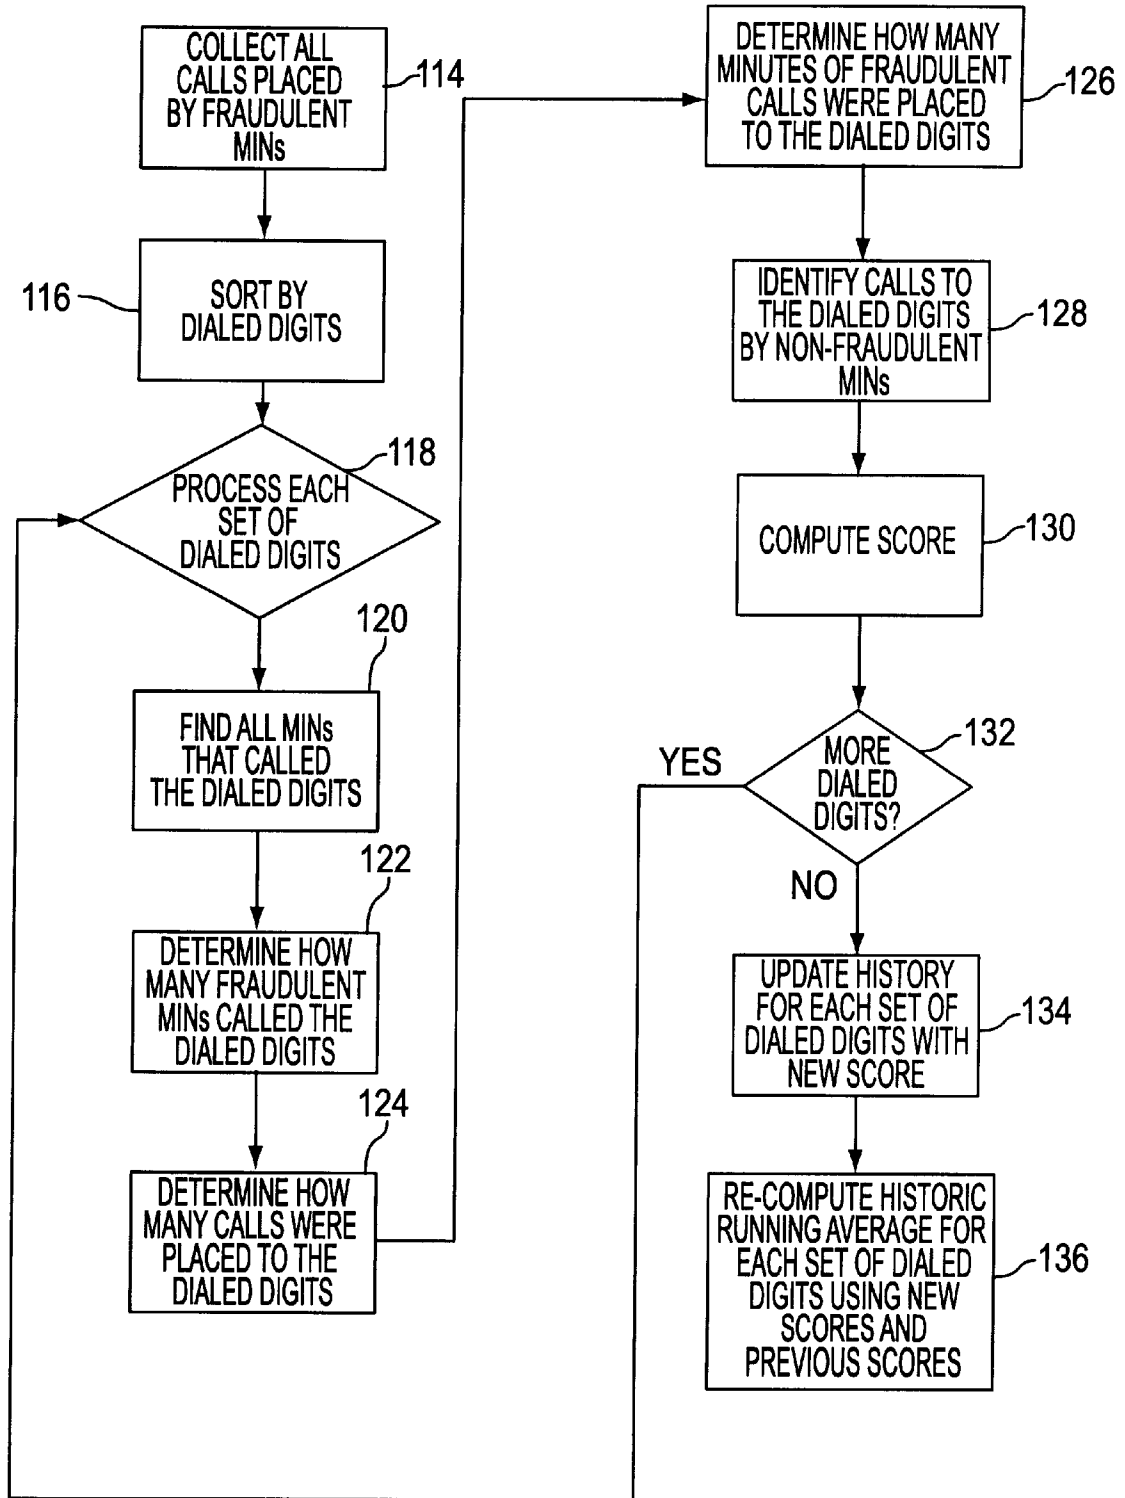 COLLECT ALL
CALLS PLACED
BY FRAUDULENT
MINs
114
SORT BY
DIALED DIGITS
116
PROCESS EACH
SET OF
DIALED DIGITS
118
120
FIND ALL MINs
THAT CALLED
THE DIALED DIGITS
122
DETERMINE HOW
MANY FRAUDULENT
MINs CALLED THE
DIALED DIGITS
124
DETERMINE HOW
MANY CALLS WERE
PLACED TO THE
DIALED DIGITS
DETERMINE HOW MANY
MINUTES OF FRAUDULENT
CALLS WERE PLACED
TO THE DIALED DIGITS
126
IDENTIFY CALLS TO
THE DIALED DIGITS
BY NON-FRAUDULENT
MINs
128
COMPUTE SCORE
130
MORE
DIALED
DIGITS?
132
YES
NO
UPDATE HISTORY
FOR EACH SET OF
DIALED DIGITS WITH
NEW SCORE
134
RE-COMPUTE HISTORIC
RUNNING AVERAGE FOR
EACH SET OF DIALED
DIGITS USING NEW
SCORES AND
PREVIOUS SCORES
136